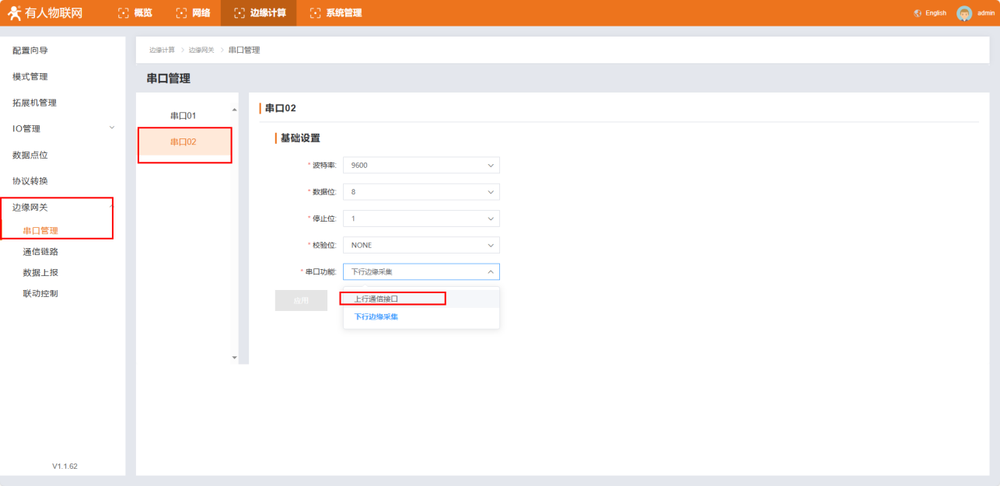 有人物联网
概览
网络
边缘计算
系统管理
English
admin
配置向导
模式管理
拓展机管理
IO管理
数据点位
协议转换
边缘网关
串口管理
通信链路
数据上报
联动控制
V1.1.62
边缘计算 > 边缘网关 > 串口管理
串口管理
串口01
串口02
串口02
基础设置
* 波特率: 9600
* 数据位: 8
* 停止位: 1
* 校验位: NONE
* 串口功能: 下行边缘采集
应用
上行通信接口
下行边缘采集